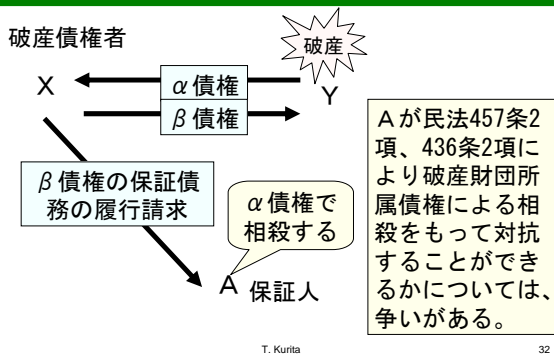 破産債権者
破産
X
α債権
Y
β債権
β債権の保証債
務の履行請求
α債権で
相殺する
A 保証人
Aが民法457条2
項、436条2項に
より破産財団所
属債権による相
殺をもって対抗
することができ
るかについては、
争いがある。
T. Kurita
32